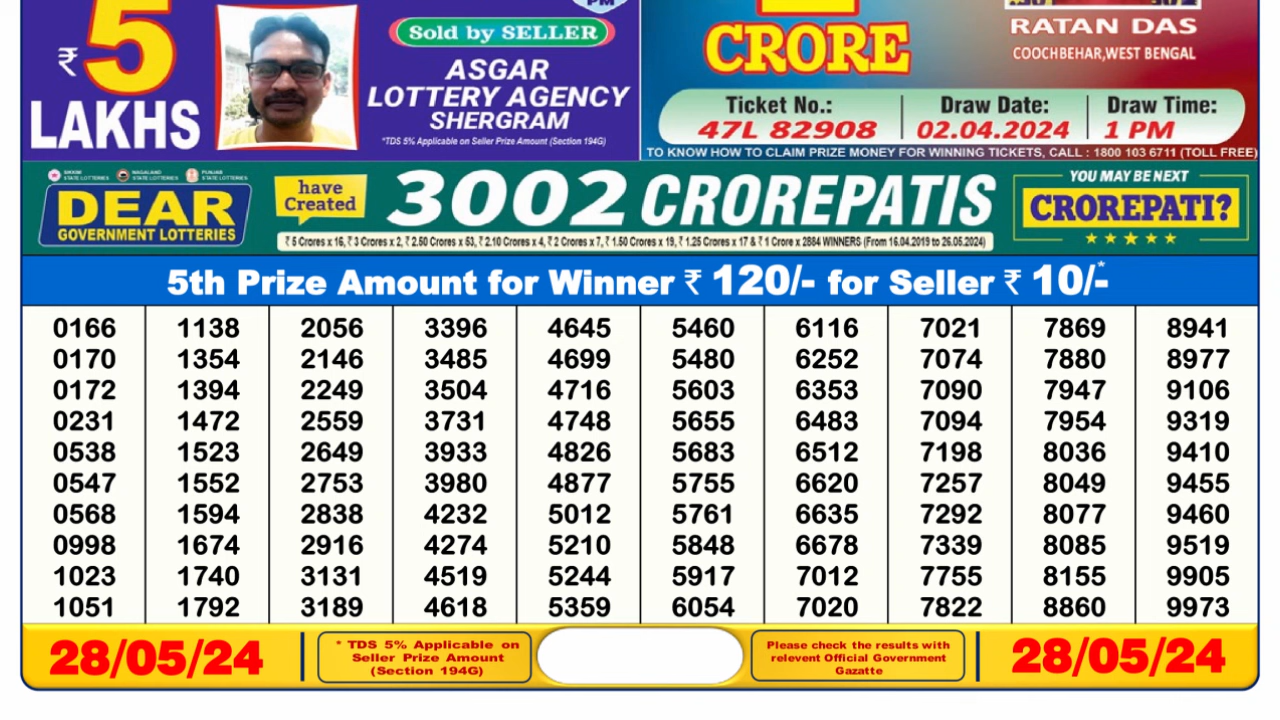 PM
₹ 5
LAKHS
Sold by SELLER
ASGAR
LOTTERY AGENCY
SHERGRAM
*TDS 5% Applicable on Seller Prize Amount (Section 194G)
CRORE
RATAN DAS
COOCHBEHAR,WEST BENGAL
Ticket No.: Draw Date: Draw Time:
47L 82908 02.04.2024 1 PM
TO KNOW HOW TO CLAIM PRIZE MONEY FOR WINNING TICKETS, CALL : 1800 103 6711 (TOLL FREE)
SIKKIM STATE LOTTERIES NAGALAND STATE LOTTERIES PUNJAB STATE LOTTERIES
DEAR
GOVERNMENT LOTTERIES
have
Created
3002 CROREPATIS
₹ 5 Crores x 16, ₹ 3 Crores x 2, ₹ 2.50 Crores x 53, ₹ 2.10 Crores x 4, ₹ 2 Crores x 7, ₹ 1.50 Crores x 19, ₹ 1.25 Crores x 17 & ₹ 1 Crore x 2884 WINNERS (From 16.04.2019 to 26.05.2024)
YOU MAY BE NEXT
CROREPATI?
5th Prize Amount for Winner ₹ 120/- for Seller ₹ 10/-*
0166 1138 2056 3396 4645 5460 6116 7021 7869 8941
0170 1354 2146 3485 4699 5480 6252 7074 7880 8977
0172 1394 2249 3504 4716 5603 6353 7090 7947 9106
0231 1472 2559 3731 4748 5655 6483 7094 7954 9319
0538 1523 2649 3933 4826 5683 6512 7198 8036 9410
0547 1552 2753 3980 4877 5755 6620 7257 8049 9455
0568 1594 2838 4232 5012 5761 6635 7292 8077 9460
0998 1674 2916 4274 5210 5848 6678 7339 8085 9519
1023 1740 3131 4519 5244 5917 7012 7755 8155 9905
1051 1792 3189 4618 5359 6054 7020 7822 8860 9973
28/05/24
* TDS 5% Applicable on
Seller Prize Amount
(Section 194G)
Please check the results with
relevent Official Government
Gazatte
28/05/24